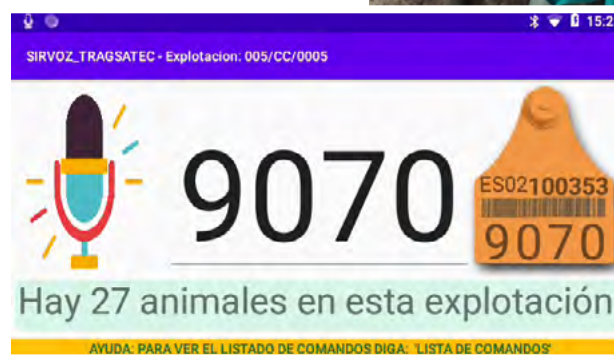 15:2
SIRVOZ_TRAGSATEC - Explotacion: 005/CC/0005
9070
ES02100353
9070
Hay 27 animales en esta explotación
AYUDA: PARA VER EL LISTADO DE COMANDOS DIGA: "LISTA DE COMANDOS"